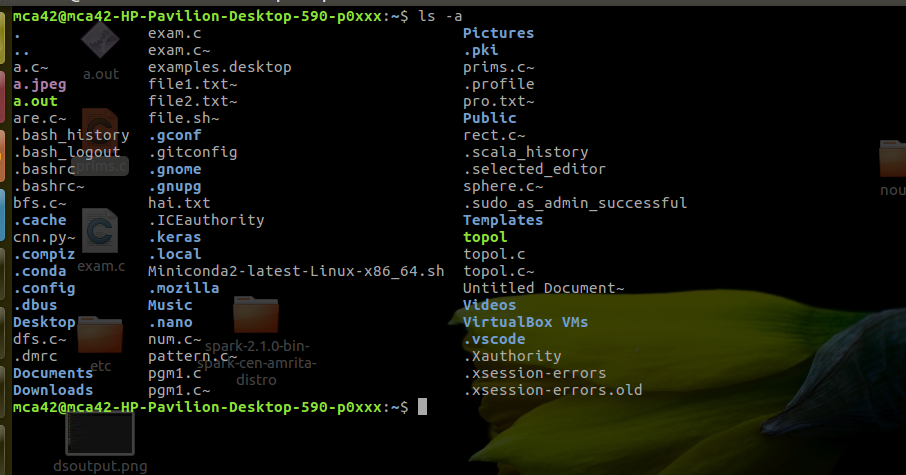 mca42@mca42-HP-Pavilion-Desktop-590-p0xxx:~$ ls -a
. exam.c Pictures
.. exam.c~ .pki
a.c~ examples.desktop prims.c~
a.jpeg file1.txt~ .profile
a.out file2.txt~ pro.txt~
are.c~ file.sh~ Public
.bash_history .gconf rect.c~
.bash_logout .gitconfig .scala_history
.bashrc .gnome .selected_editor
.bashrc~ .gnupg sphere.c~
bfs.c~ hai.txt .sudo_as_admin_successful
.cache .ICEauthority Templates
cnn.py~ .keras topol
.compiz .local topol.c
.conda Miniconda2-latest-Linux-x86_64.sh topol.c~
.config .mozilla Untitled Document~
.dbus Music Videos
Desktop .nano VirtualBox VMs
dfs.c~ num.c~ .vscode
.dmrc pattern.c~ .Xauthority
Documents pgm1.c .xsession-errors
Downloads pgm1.c~ .xsession-errors.old
mca42@mca42-HP-Pavilion-Desktop-590-p0xxx:~$
a.out
prims.c
nou
exam.c
etc
spark-2.1.0-bin-
spark-cen-amrita-
distro
dsoutput.png